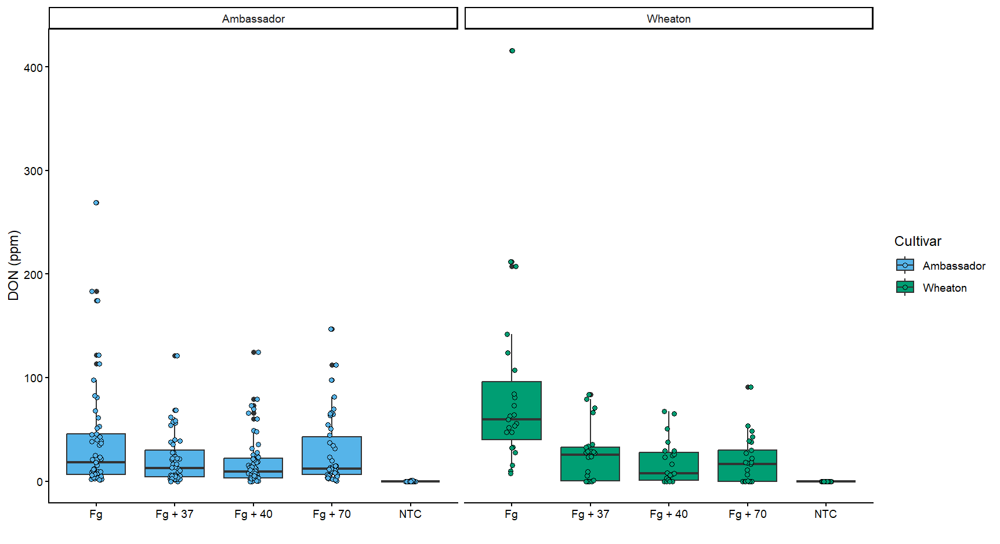 Ambassador
Wheaton
DON (ppm)
400
300
200
100
0
Fg
Fg + 37
Fg + 40
Fg + 70
NTC
Fg
Fg + 37
Fg + 40
Fg + 70
NTC
Cultivar
Ambassador
Wheaton